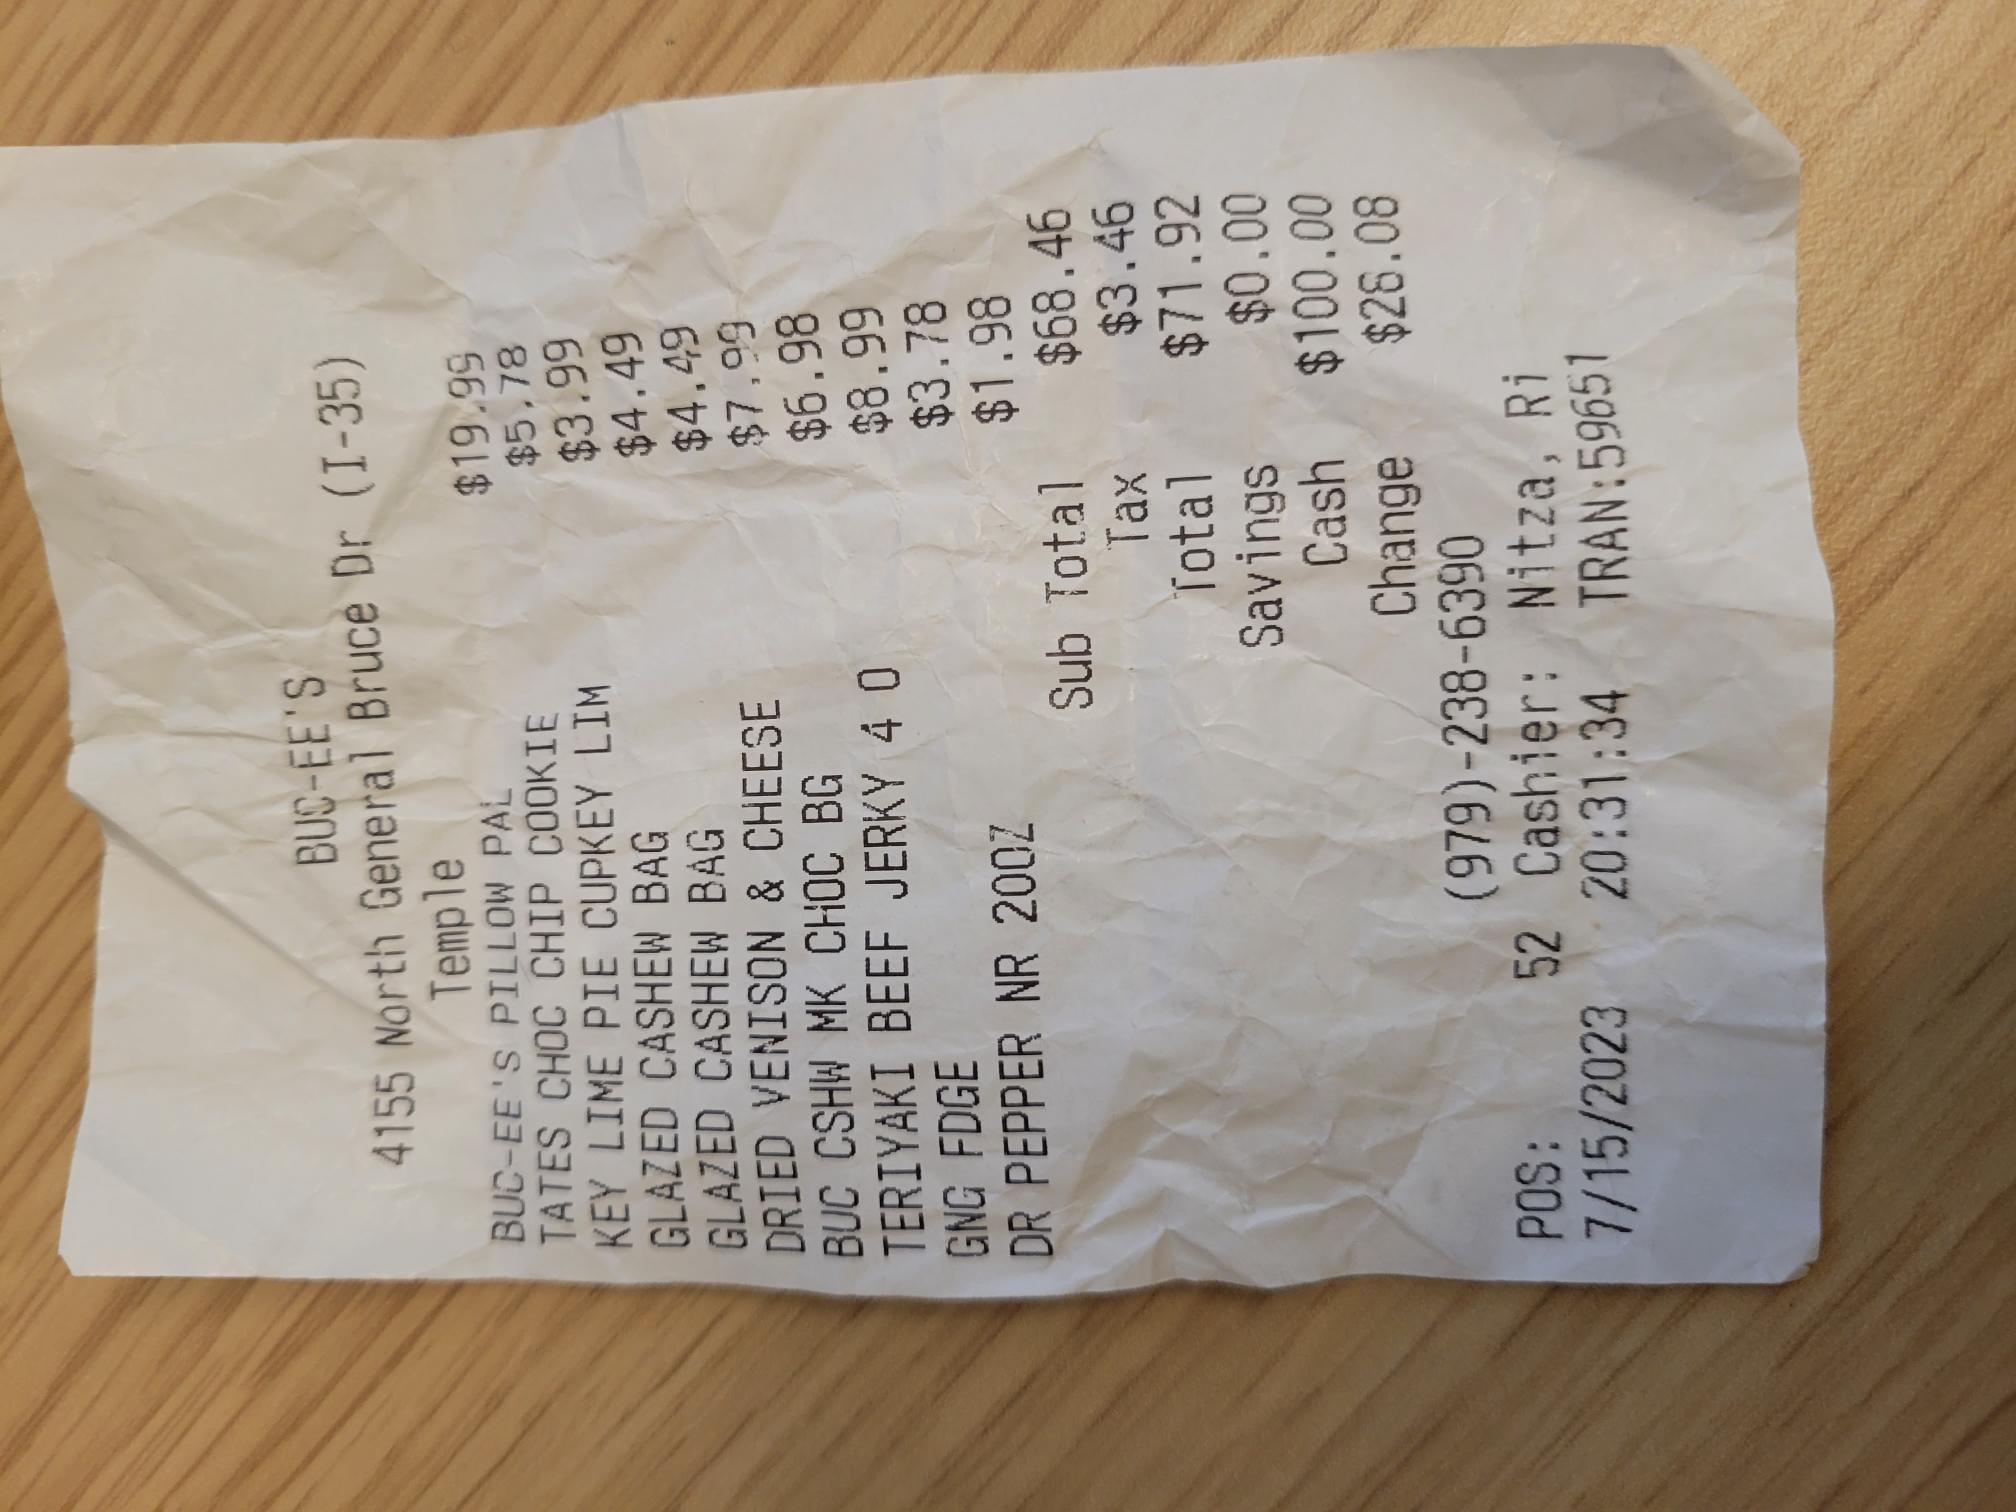 BUC-EE'S
4155 North General Bruce Dr (I-35)
Temple
BUC-EE'S PILLOW PAL $19.99
TATES CHOC CHIP COOKIE $5.78
KEY LIME PIE CUPKEY LIM $3.99
GLAZED CASHEW BAG $4.49
GLAZED CASHEW BAG $4.49
DRIED VENISON & CHEESE $7.99
BUC CSHW MK CHOC BG $6.98
TERIYAKI BEEF JERKY 4 O $8.99
GNG FDGE $3.78
DR PEPPER NR 20OZ $1.98
Sub Total $68.46
Tax $3.46
Total $71.92
Savings $0.00
Cash $100.00
Change $28.08
(979)-238-6390
POS: 52 Cashier: Nitza, Ri
7/15/2023 20:31:34 TRAN:59651